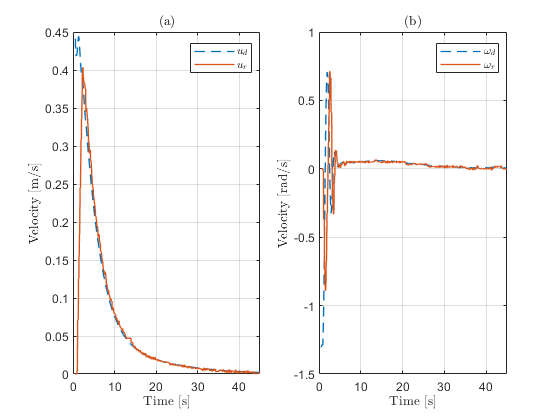 (a)
0.45
0.4
0.35
0.3
0.25
0.2
0.15
0.1
0.05
0
Velocity [m/s]
u_d
u_r
0 10 20 30 40
Time [s]
(b)
1
0.5
0
-0.5
-1
-1.5
Velocity [rad/s]
ω_d
ω_r
0 10 20 30 40
Time [s]